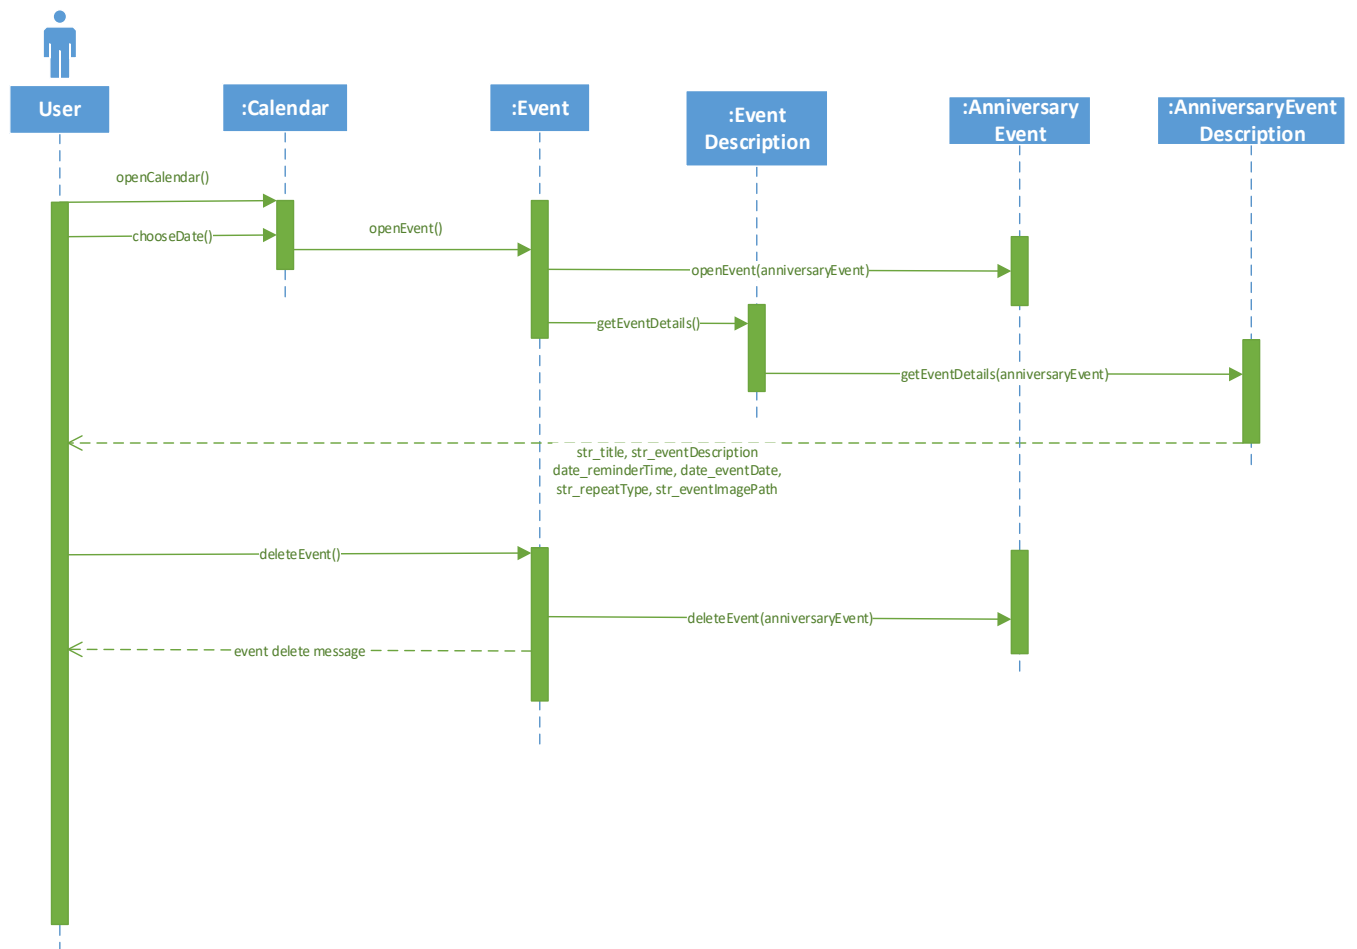 User
:Calendar
:Event
:Event
Description
:Anniversary
Event
:AnniversaryEvent
Description
openCalendar()
chooseDate()
openEvent()
openEvent(anniversaryEvent)
getEventDetails()
getEventDetails(anniversaryEvent)
str_title, str_eventDescription
date_reminderTime, date_eventDate,
str_repeatType, str_eventImagePath
deleteEvent()
deleteEvent(anniversaryEvent)
event delete message